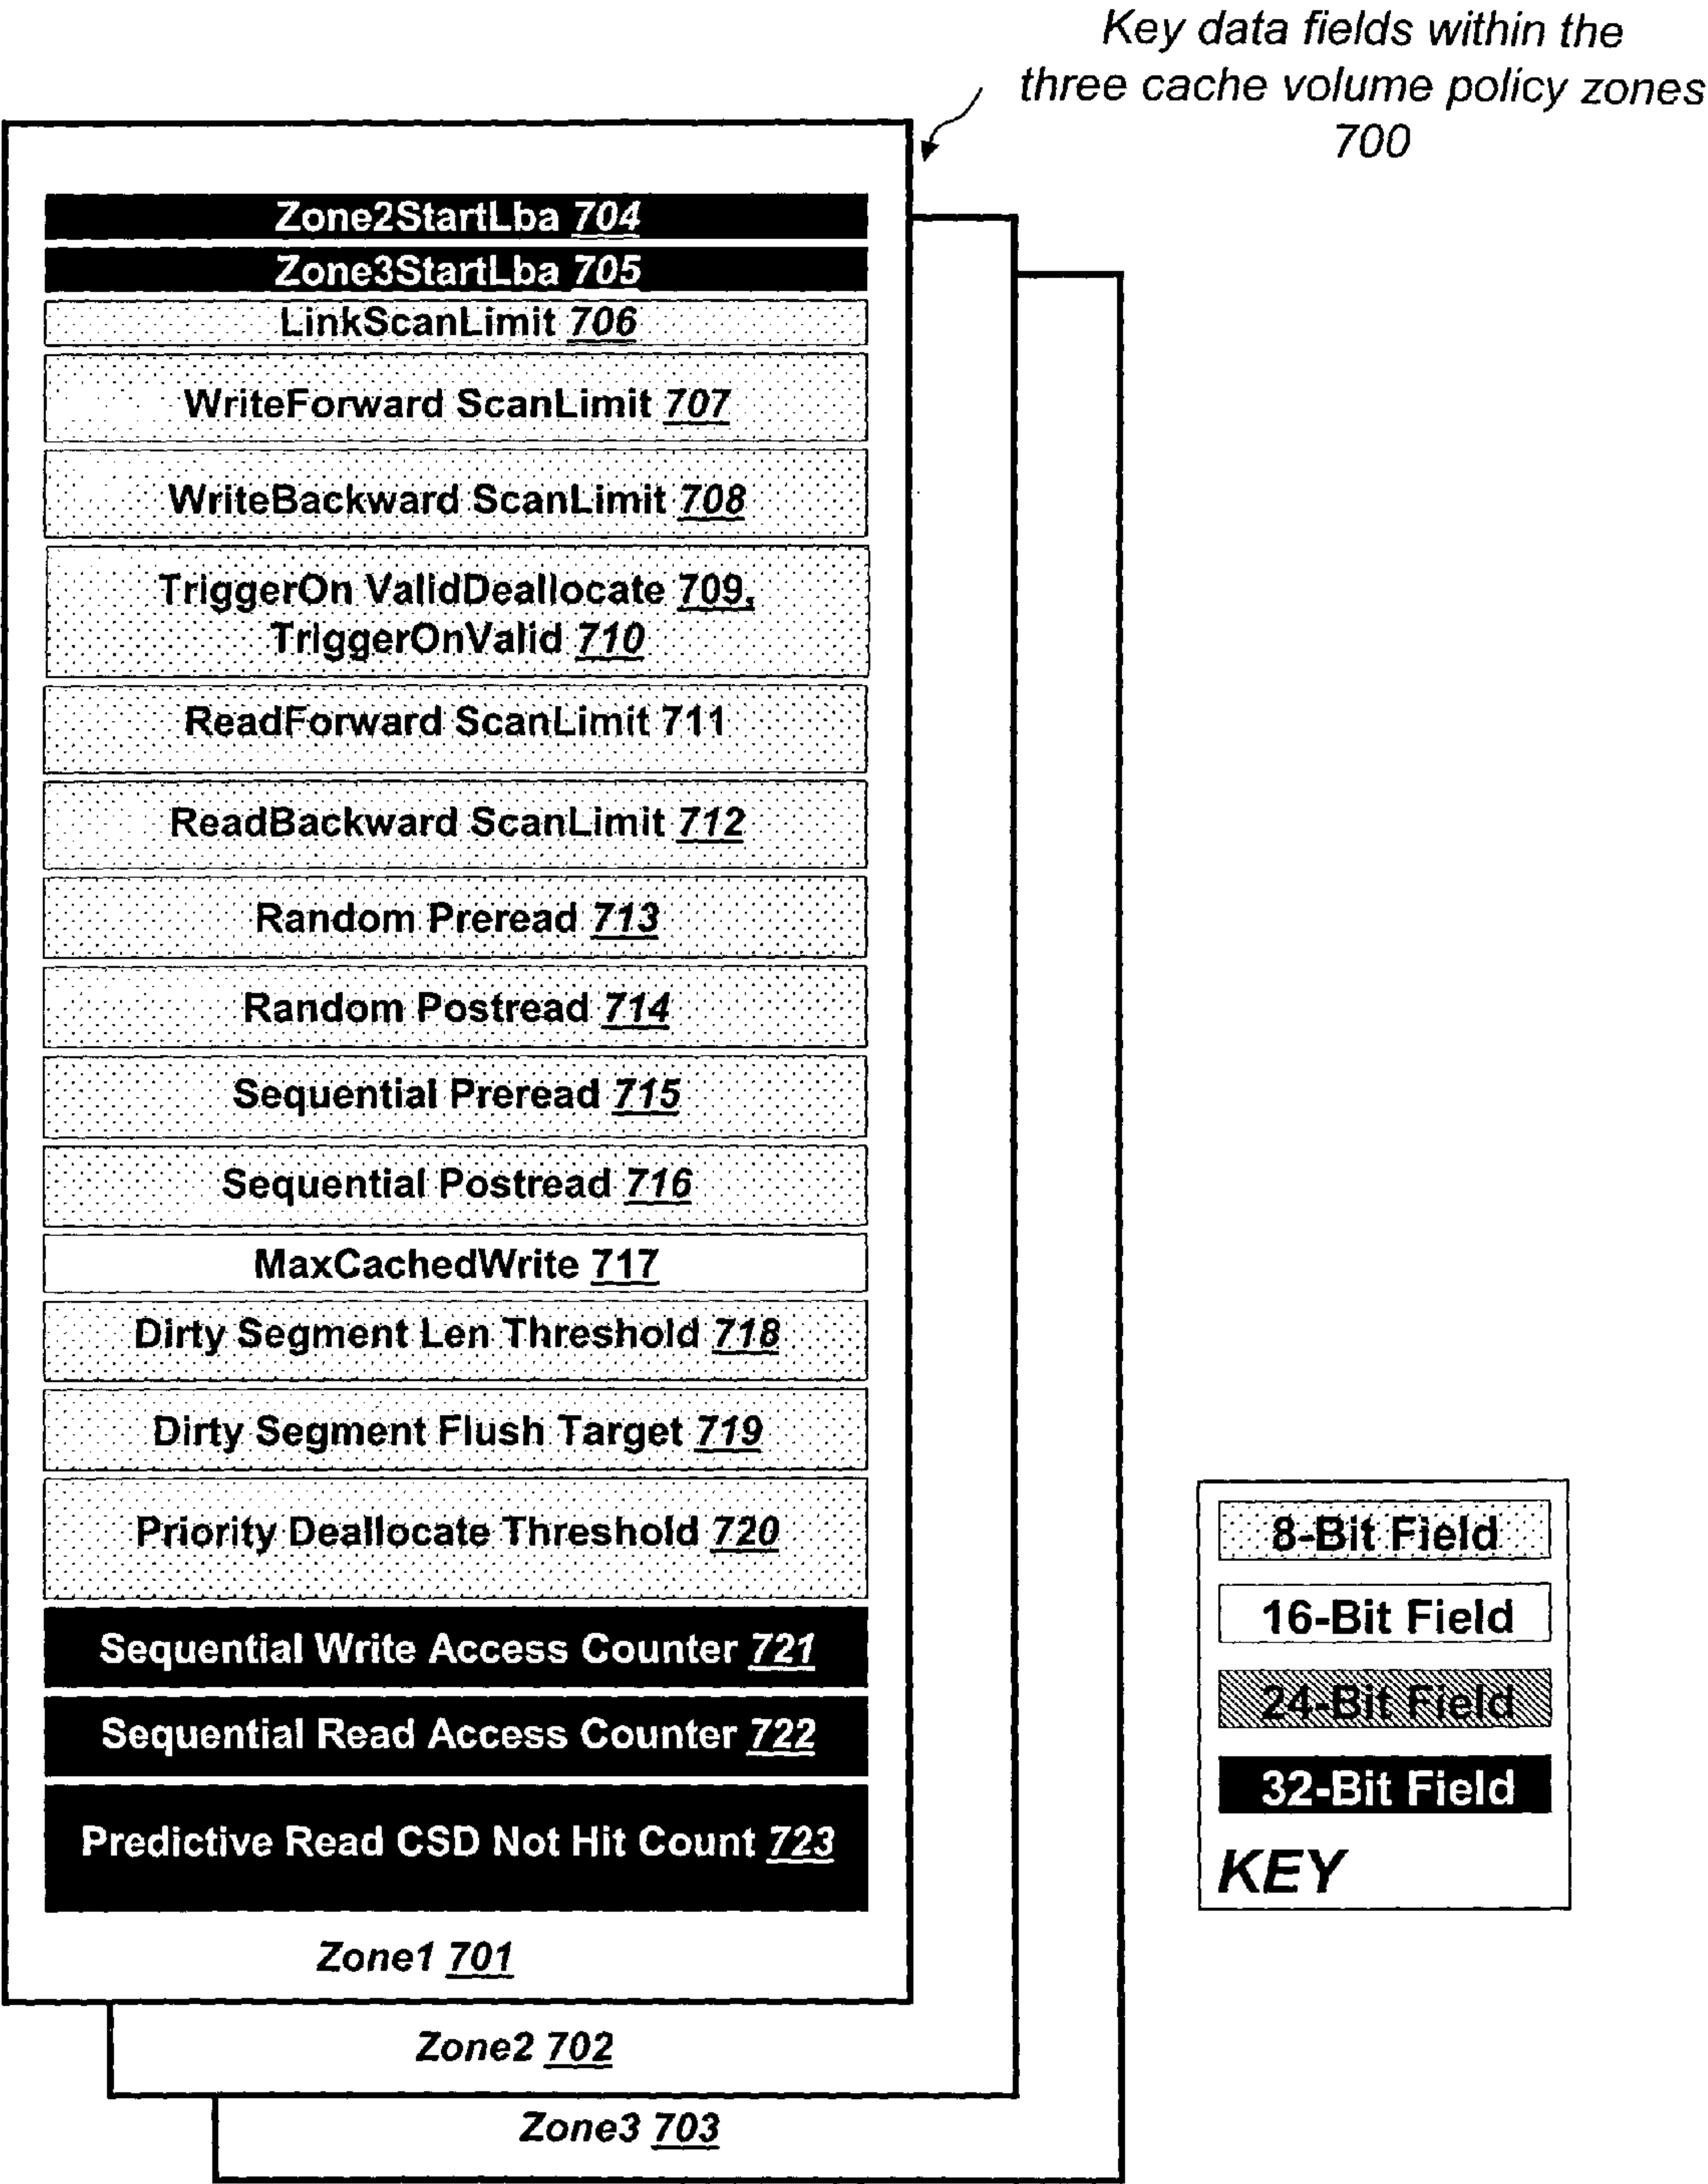 Key data fields within the
three cache volume policy zones
700
Zone2StartLba 704
Zone3StartLba 705
LinkScanLimit 706
WriteForward ScanLimit 707
WriteBackward ScanLimit 708
TriggerOn ValidDeallocate 709,
TriggerOnValid 710
ReadForward ScanLimit 711
ReadBackward ScanLimit 712
Random Preread 713
Random Postread 714
Sequential Preread 715
Sequential Postread 716
MaxCachedWrite 717
Dirty Segment Len Threshold 718
Dirty Segment Flush Target 719
Priority Deallocate Threshold 720
Sequential Write Access Counter 721
Sequential Read Access Counter 722
Predictive Read CSD Not Hit Count 723
Zone1 701
Zone2 702
Zone3 703
8-Bit Field
16-Bit Field
24-Bit Field
32-Bit Field
KEY